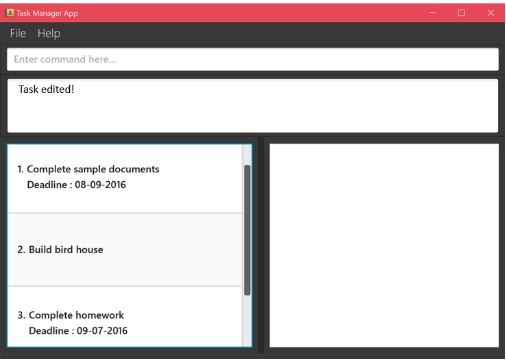 Task Manager App
File Help
Enter command here...
Task edited!
1. Complete sample documents
Deadline : 08-09-2016
2. Build bird house
3. Complete homework
Deadline : 09-07-2016